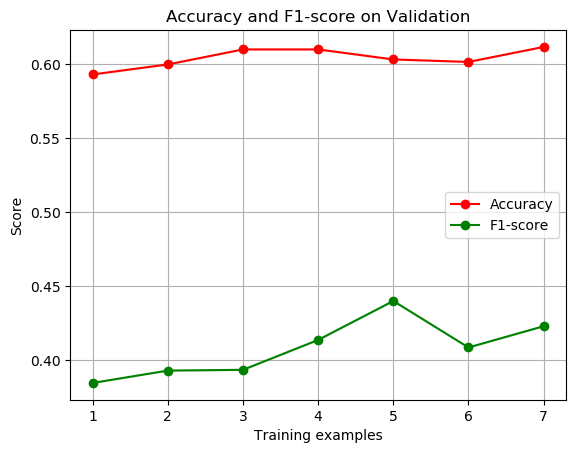 Accuracy and F1-score on Validation
0.60
0.55
0.50
0.45
0.40
Score
Accuracy
F1-score
1 2 3 4 5 6 7
Training examples